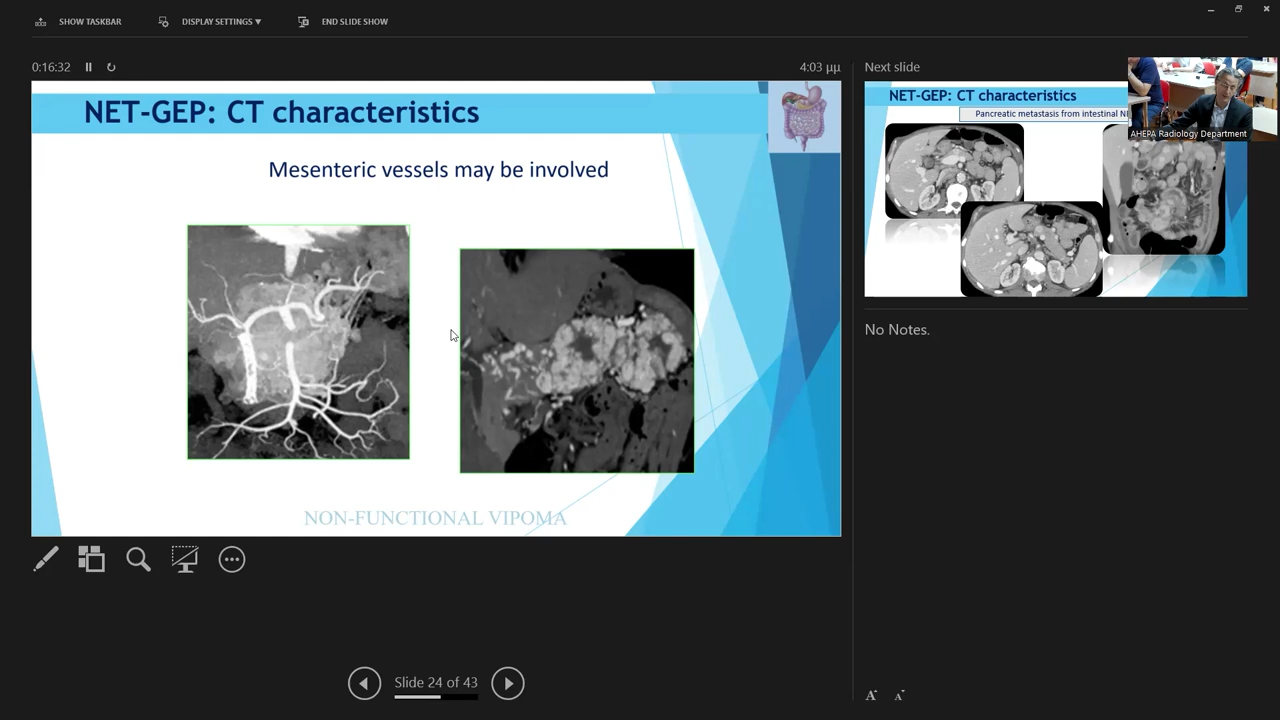 SHOW TASKBAR
DISPLAY SETTINGS ▼
END SLIDE SHOW
0:16:32
4:03 μμ
NET-GEP: CT characteristics
Mesenteric vessels may be involved
NON-FUNCTIONAL VIPOMA
Slide 24 of 43
Next slide
NET-GEP: CT characteristics
Pancreatic metastasis from intestinal
AHEPA Radiology Department
No Notes.
A
A